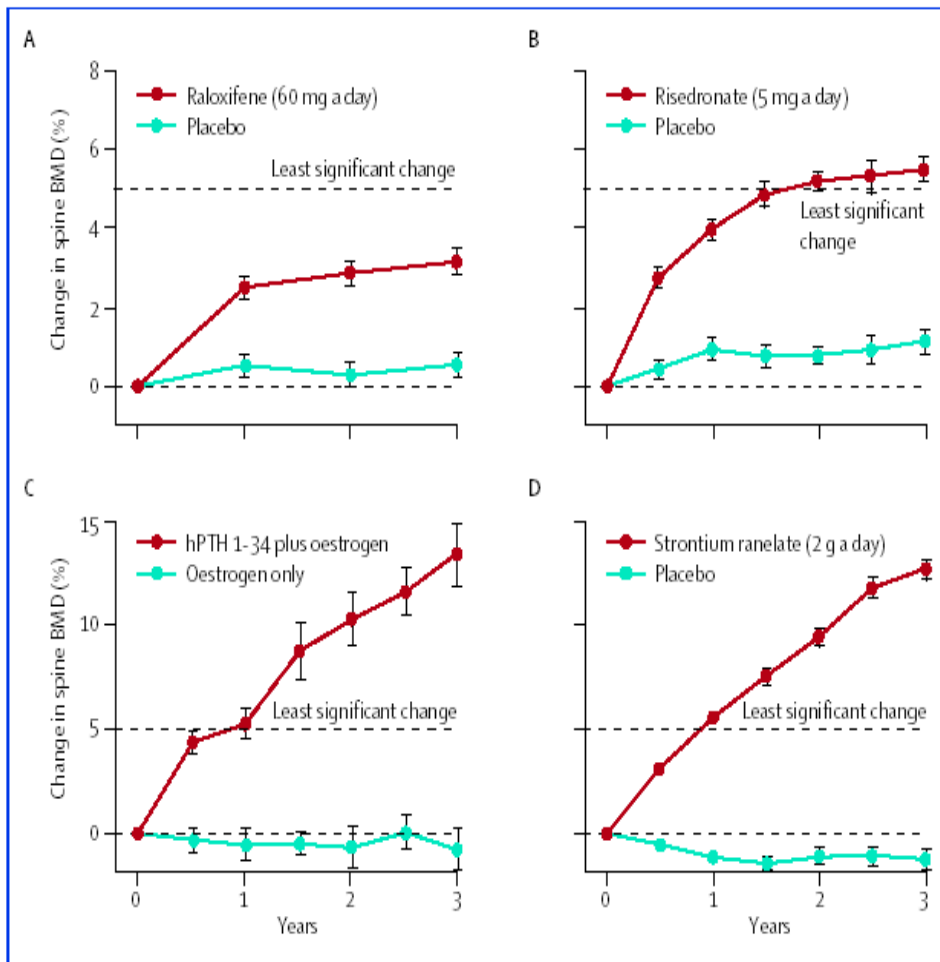 A
8
6
4
2
0
Change in spine BMD (%)
Raloxifene (60 mg a day)
Placebo
Least significant change
B
Risedronate (5 mg a day)
Placebo
Least significant
change
C
15
10
5
0
Change in spine BMD (%)
hPTH 1-34 plus oestrogen
Oestrogen only
Least significant change
0 1 2 3
Years
D
Strontium ranelate (2 g a day)
Placebo
Least significant change
0 1 2 3
Years